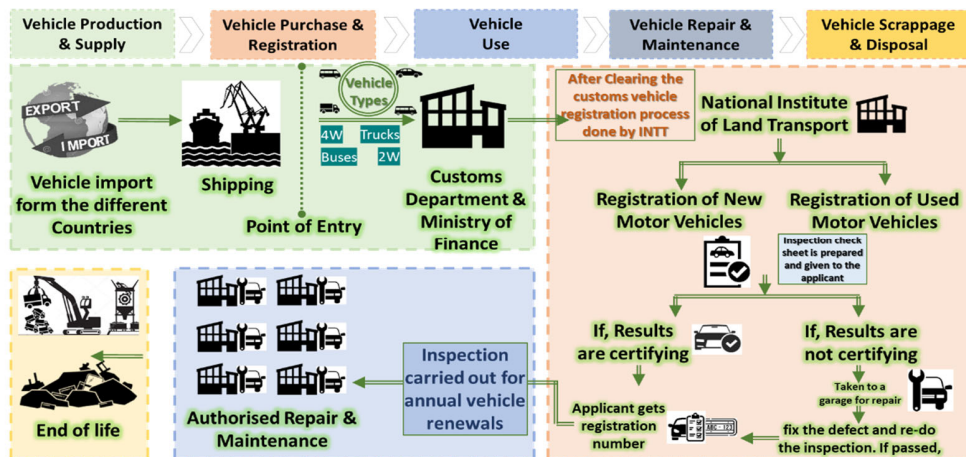 Vehicle Production
& Supply
Vehicle Purchase &
Registration
Vehicle
Use
Vehicle Repair &
Maintenance
Vehicle Scrappage
& Disposal
EXPORT
IMPORT
Vehicle import
form the different
Countries
Shipping
Point of Entry
Vehicle
Types
4W
Trucks
Buses
2W
Customs
Department &
Ministry of
Finance
After Clearing the
customs vehicle
registration process
done by INTT
National Institute
of Land Transport
Registration of New
Motor Vehicles
Registration of Used
Motor Vehicles
Inspection check
sheet is prepared
and given to the
applicant
If, Results
are certifying
If, Results are
not certifying
Taken to a
garage for repair
fix the defect and re-do
the inspection. If passed,
Applicant gets
registration
number
ABC - 123
Inspection
carried out for
annual vehicle
renewals
Authorised Repair &
Maintenance
End of life